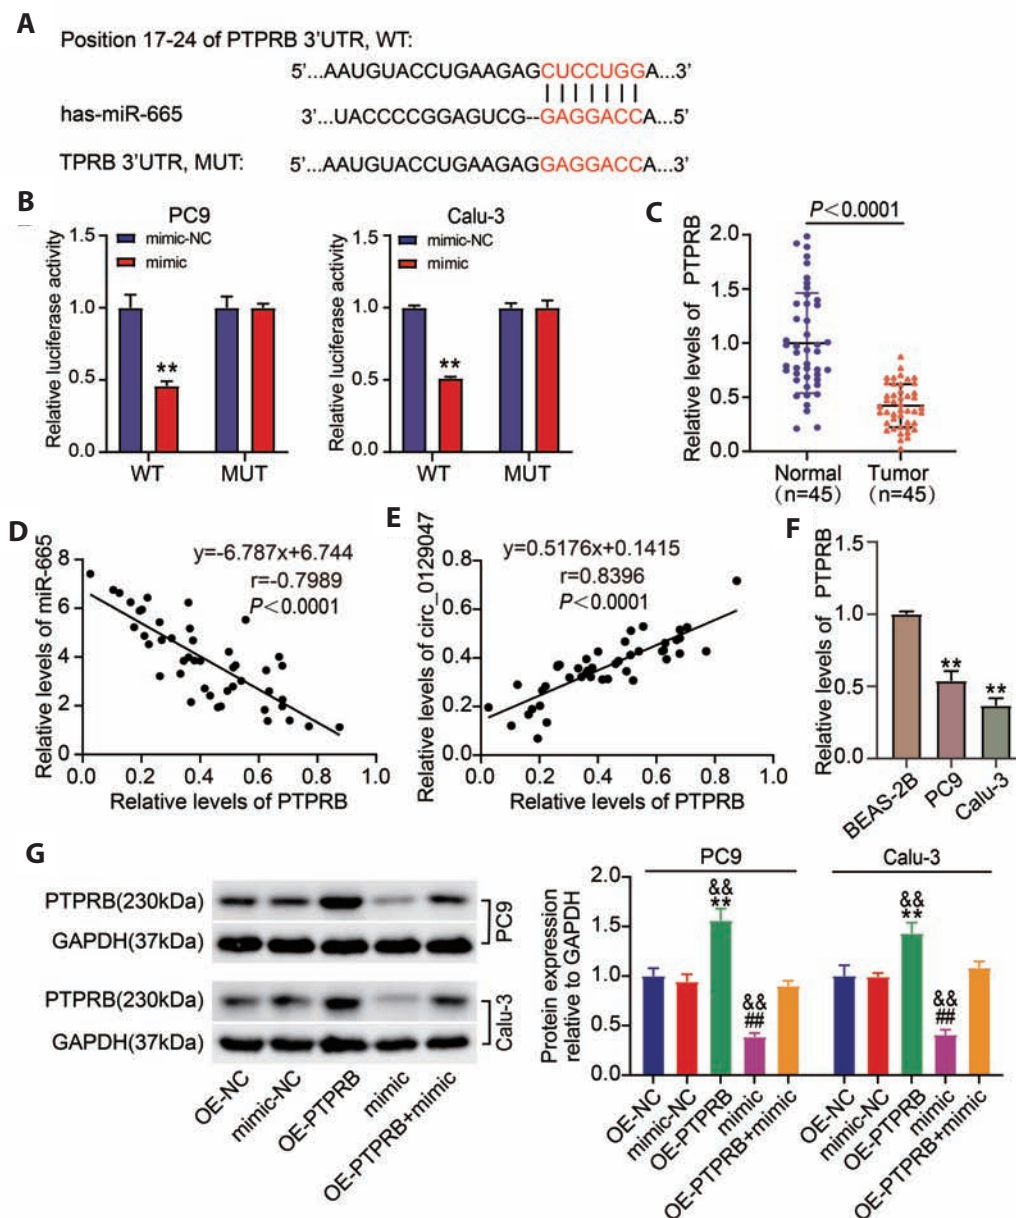 A
Position 17-24 of PTPRB 3’UTR, WT:
5’...AAUGUACCUGAAGAGCUCCUGGA...3’
has-miR-665
3’...UACCCCGGAGUCG--GAGGACCA...5’
TPRB 3’UTR, MUT:
5’...AAUGUACCUGAAGAGGAGGACCA...3’
B
PC9
Relative luciferase activity
mimic-NC
mimic
1.5
1.0
0.5
0.0
**
WT
MUT
Calu-3
Relative luciferase activity
mimic-NC
mimic
1.5
1.0
0.5
0.0
**
WT
MUT
C
P<0.0001
Relative levels of PTPRB
2.0
1.5
1.0
0.5
0.0
Normal
(n=45)
Tumor
(n=45)
D
y=-6.787x+6.744
r=-0.7989
P<0.0001
Relative levels of miR-665
8
6
4
2
0
0.0 0.2 0.4 0.6 0.8 1.0
Relative levels of PTPRB
E
y=0.5176x+0.1415
r=0.8396
P<0.0001
Relative levels of circ_0129047
0.8
0.6
0.4
0.2
0.0
0.0 0.2 0.4 0.6 0.8 1.0
Relative levels of PTPRB
F
Relative levels of PTPRB
1.5
1.0
0.5
0.0
**
**
BEAS-2B
PC9
Calu-3
G
PTPRB(230kDa)
GAPDH(37kDa)
PC9
PTPRB(230kDa)
GAPDH(37kDa)
Calu-3
OE-NC
mimic-NC
OE-PTPRB
mimic
OE-PTPRB+mimic
PC9
Calu-3
Protein expression
relative to GAPDH
2.0
1.5
1.0
0.5
0.0
&&
**
&&
##
&&
**
&&
##
OE-NC
mimic-NC
OE-PTPRB
mimic
OE-PTPRB+mimic
OE-NC
mimic-NC
OE-PTPRB
mimic
OE-PTPRB+mimic